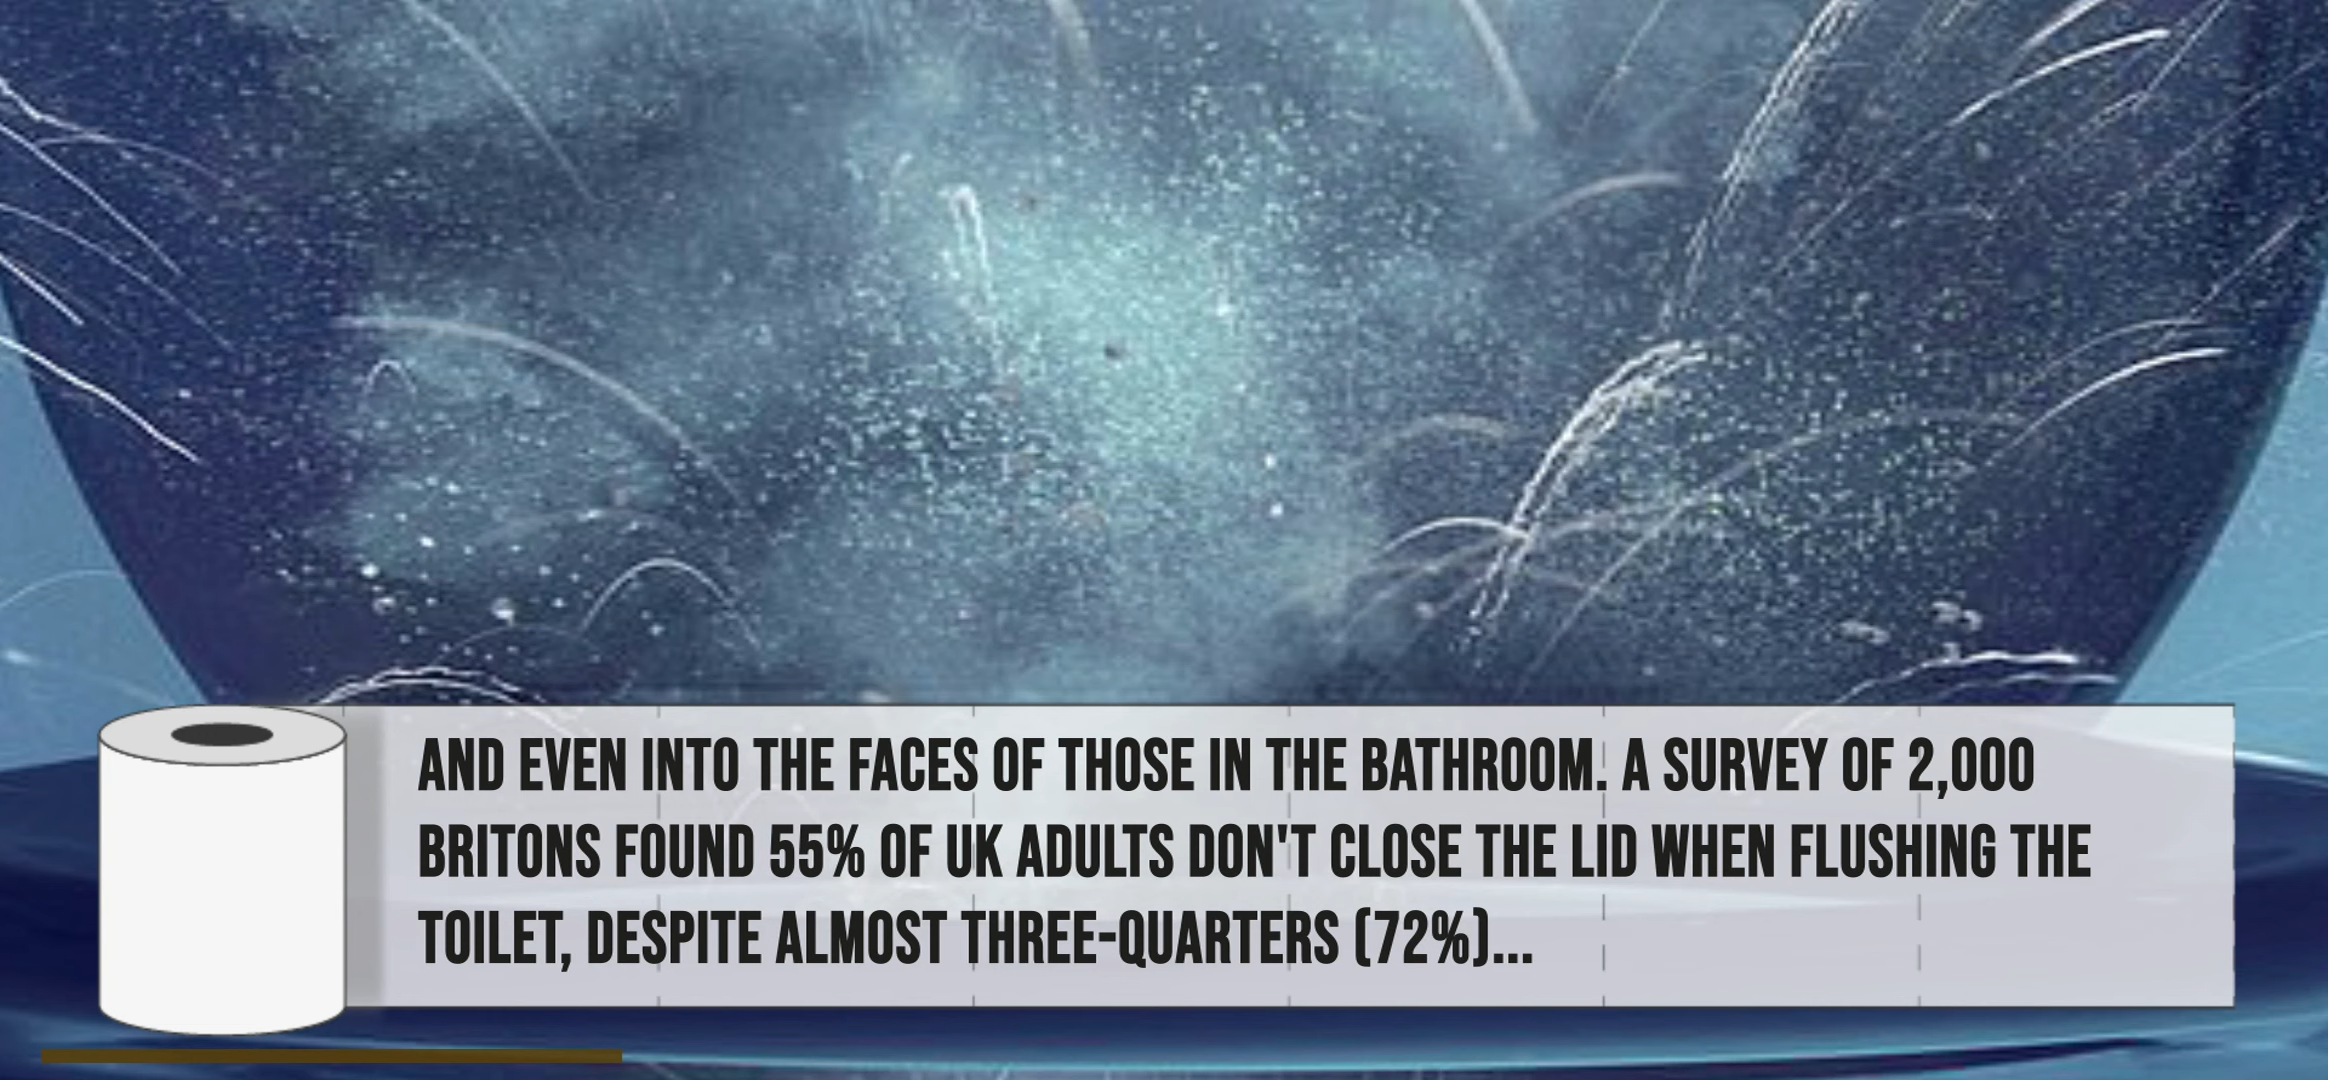 AND EVEN INTO THE FACES OF THOSE IN THE BATHROOM. A SURVEY OF 2,000
BRITONS FOUND 55% OF UK ADULTS DON'T CLOSE THE LID WHEN FLUSHING THE
TOILET, DESPITE ALMOST THREE-QUARTERS (72%)...